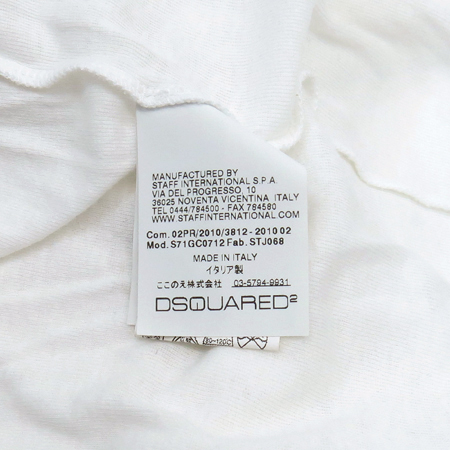 MANUFACTURED BY
STAFF INTERNATIONAL S.P.A.
VIA DEL PROGRESSO, 10
36025 NOVENTA VICENTINA ITALY
TEL 0444/784500 - FAX 784580
WWW.STAFFINTERNATIONAL.COM
Com. 02PR/2010/3812 - 2010 02
Mod. S71GC0712 Fab. STJ068
MADE IN ITALY
イタリア製
ここのえ株式会社 03-5794-9931
DSQUARED²
80~120℃